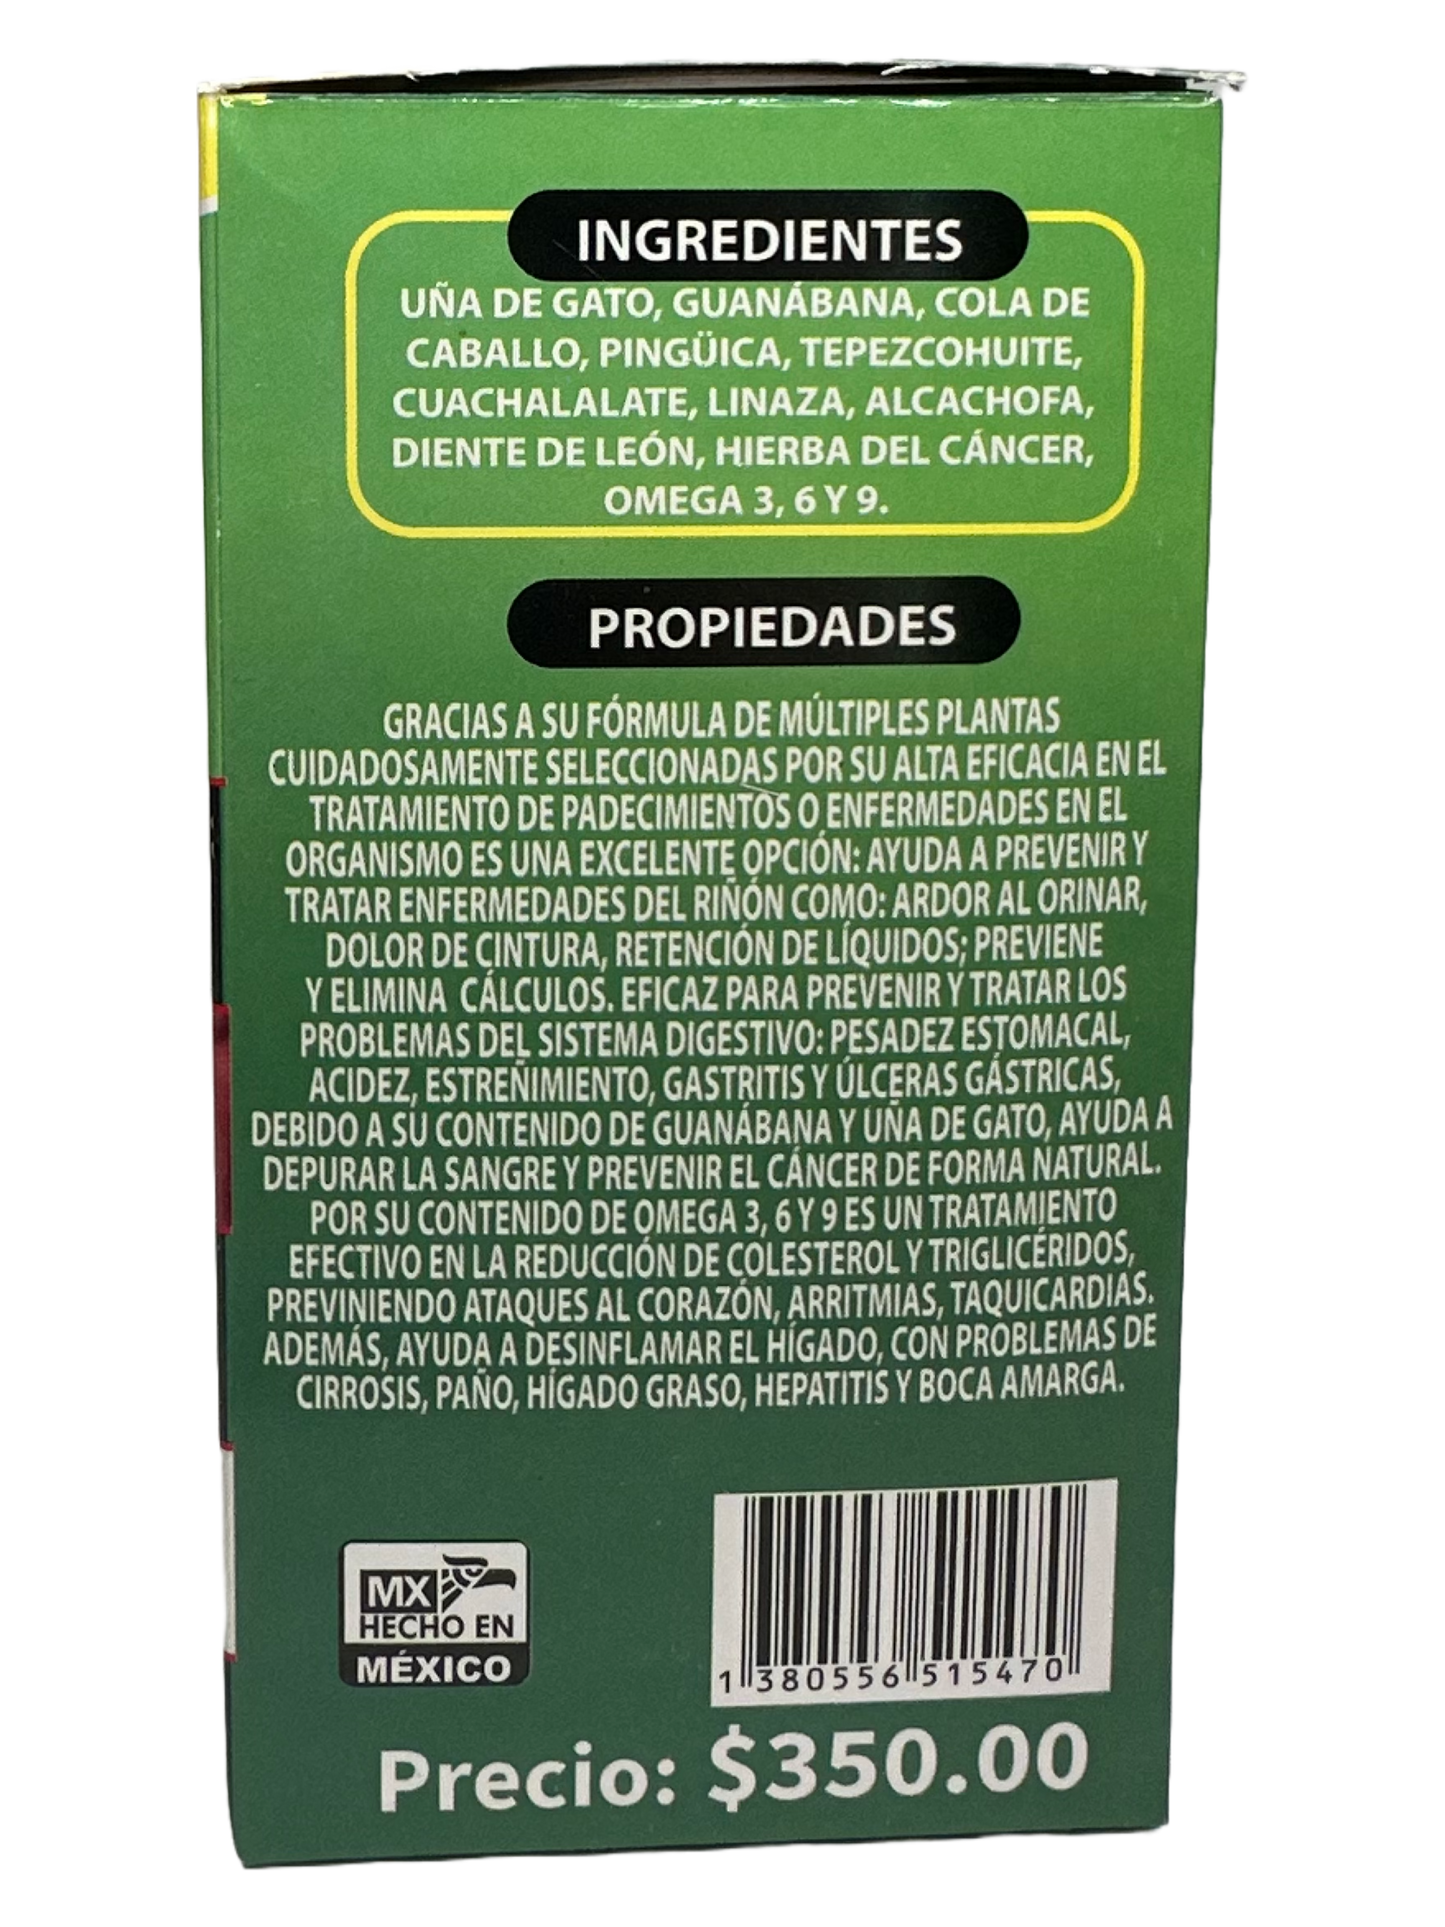 INGREDIENTES
UÑA DE GATO, GUANÁBANA, COLA DE
CABALLO, PINGÜICA, TEPEZCOHUITE,
CUACHALALATE, LINAZA, ALCACHOFA,
DIENTE DE LEÓN, HIERBA DEL CÁNCER,
OMEGA 3, 6 Y 9.
PROPIEDADES
GRACIAS A SU FÓRMULA DE MÚLTIPLES PLANTAS
CUIDADOSAMENTE SELECCIONADAS POR SU ALTA EFICACIA EN EL
TRATAMIENTO DE PADECIMIENTOS O ENFERMEDADES EN EL
ORGANISMO ES UNA EXCELENTE OPCIÓN: AYUDA A PREVENIR Y
TRATAR ENFERMEDADES DEL RIÑÓN COMO: ARDOR AL ORINAR,
DOLOR DE CINTURA, RETENCIÓN DE LÍQUIDOS; PREVIENE
Y ELIMINA CÁLCULOS. EFICAZ PARA PREVENIR Y TRATAR LOS
PROBLEMAS DEL SISTEMA DIGESTIVO: PESADEZ ESTOMACAL,
ACIDEZ, ESTREÑIMIENTO, GASTRITIS Y ÚLCERAS GÁSTRICAS,
DEBIDO A SU CONTENIDO DE GUANÁBANA Y UÑA DE GATO, AYUDA A
DEPURAR LA SANGRE Y PREVENIR EL CÁNCER DE FORMA NATURAL.
POR SU CONTENIDO DE OMEGA 3, 6 Y 9 ES UN TRATAMIENTO
EFECTIVO EN LA REDUCCIÓN DE COLESTEROL Y TRIGLICÉRIDOS,
PREVINIENDO ATAQUES AL CORAZÓN, ARRITMIAS, TAQUICARDIAS.
ADEMÁS, AYUDA A DESINFLAMAR EL HÍGADO, CON PROBLEMAS DE
CIRROSIS, PAÑO, HÍGADO GRASO, HEPATITIS Y BOCA AMARGA.
MX
HECHO EN
MÉXICO
1 380556 515470
Precio: $350.00